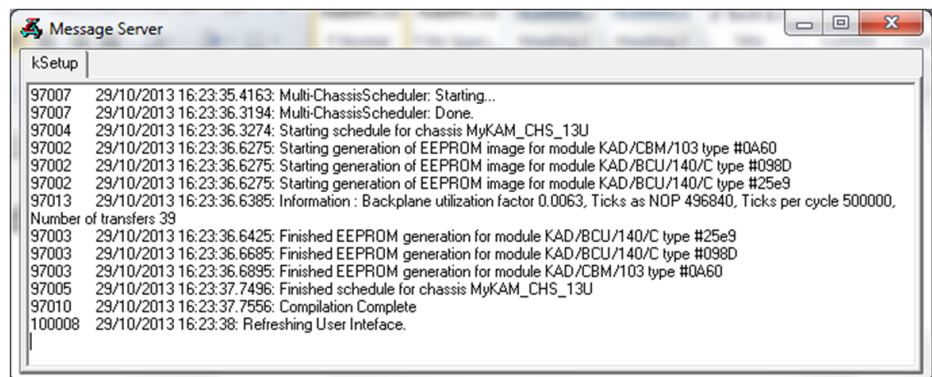 Message Server
kSetup
97007 29/10/2013 16:23:35.4163: Multi-ChassisScheduler: Starting...
97007 29/10/2013 16:23:36.3194: Multi-ChassisScheduler: Done.
97004 29/10/2013 16:23:36.3274: Starting schedule for chassis MyKAM_CHS_13U
97002 29/10/2013 16:23:36.6275: Starting generation of EEPROM image for module KAD/CBM/103 type #0A60
97002 29/10/2013 16:23:36.6275: Starting generation of EEPROM image for module KAD/BCU/140/C type #098D
97002 29/10/2013 16:23:36.6275: Starting generation of EEPROM image for module KAD/BCU/140/C type #25e9
97013 29/10/2013 16:23:36.6385: Information : Backplane utilization factor 0.0063, Ticks as NOP 496840, Ticks per cycle 500000,
Number of transfers 39
97003 29/10/2013 16:23:36.6425: Finished EEPROM generation for module KAD/BCU/140/C type #25e9
97003 29/10/2013 16:23:36.6685: Finished EEPROM generation for module KAD/BCU/140/C type #098D
97003 29/10/2013 16:23:36.6895: Finished EEPROM generation for module KAD/CBM/103 type #0A60
97005 29/10/2013 16:23:37.7496: Finished schedule for chassis MyKAM_CHS_13U
97010 29/10/2013 16:23:37.7556: Compilation Complete
100008 29/10/2013 16:23:38: Refreshing User Inteface.